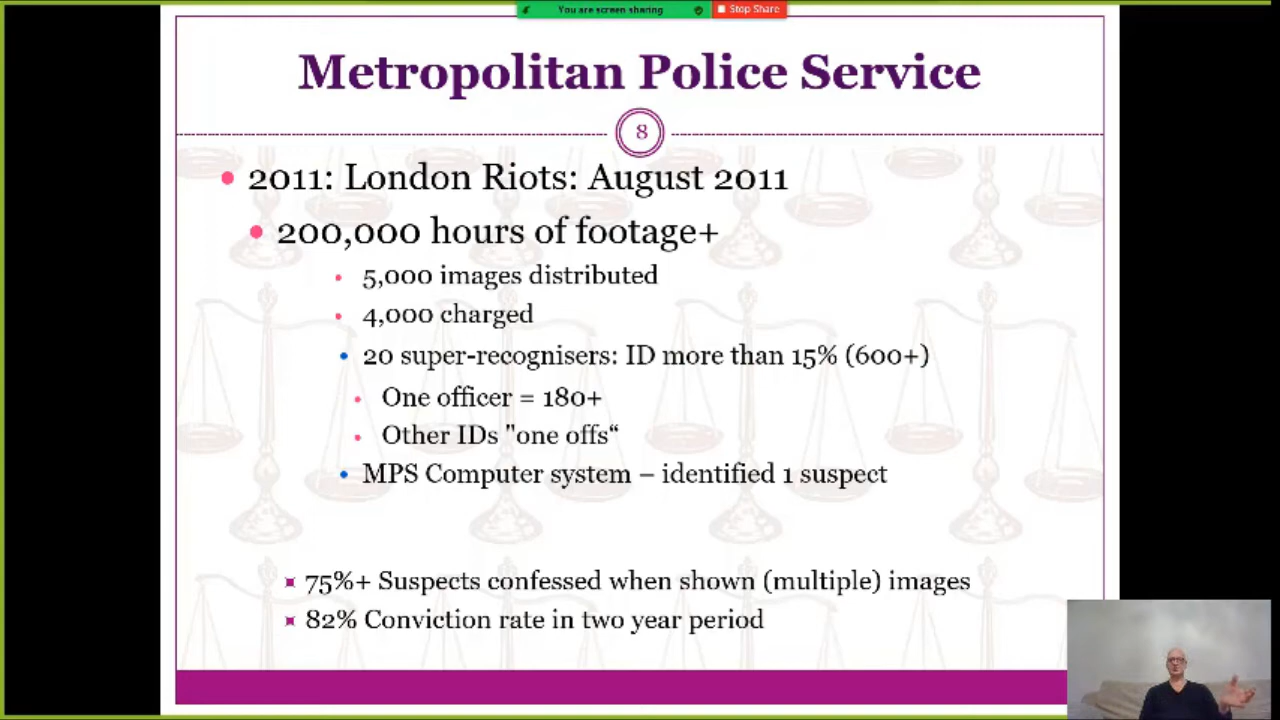 You are screen sharing
Stop Share
Metropolitan Police Service
8
2011: London Riots: August 2011
200,000 hours of footage+
5,000 images distributed
4,000 charged
20 super-recognisers: ID more than 15% (600+)
One officer = 180+
Other IDs "one offs“
MPS Computer system – identified 1 suspect
75%+ Suspects confessed when shown (multiple) images
82% Conviction rate in two year period